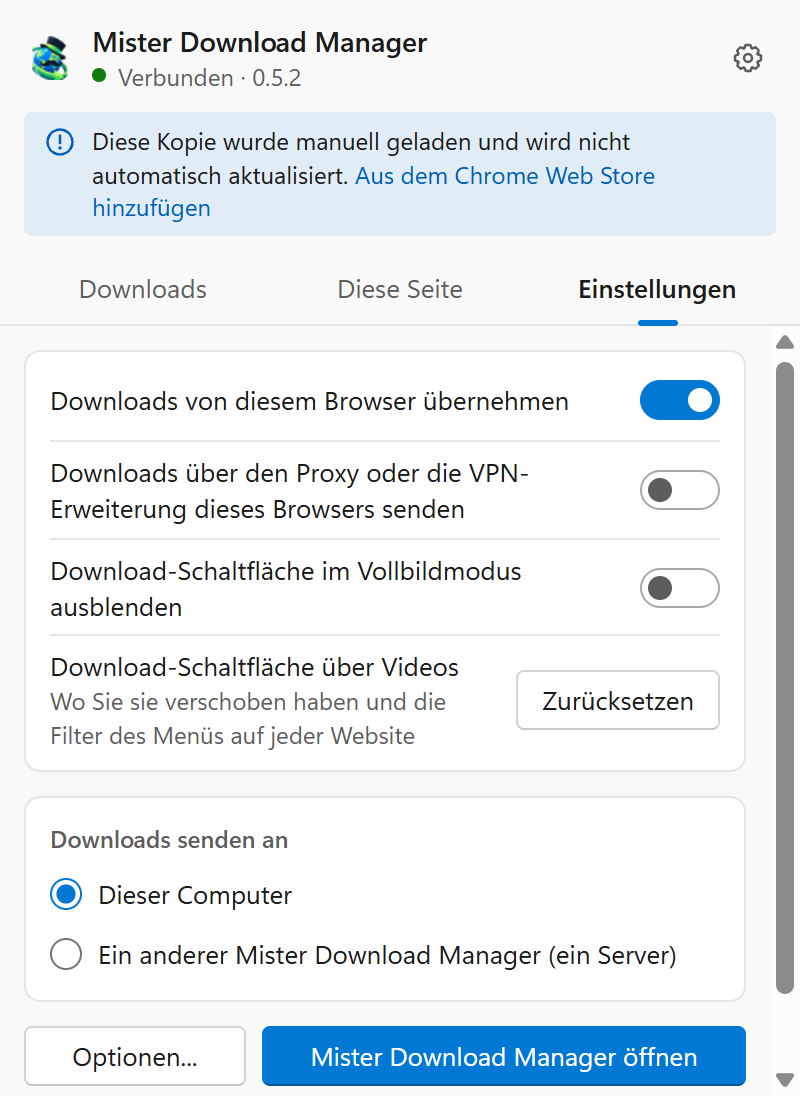 Mister Download Manager
Verbunden · 0.5.2
Diese Kopie wurde manuell geladen und wird nicht
automatisch aktualisiert. Aus dem Chrome Web Store
hinzufügen
Downloads
Diese Seite
Einstellungen
Downloads von diesem Browser übernehmen
Downloads über den Proxy oder die VPN-
Erweiterung dieses Browsers senden
Download-Schaltfläche im Vollbildmodus
ausblenden
Download-Schaltfläche über Videos
Wo Sie sie verschoben haben und die
Filter des Menüs auf jeder Website
Zurücksetzen
Downloads senden an
Dieser Computer
Ein anderer Mister Download Manager (ein Server)
Optionen...
Mister Download Manager öffnen